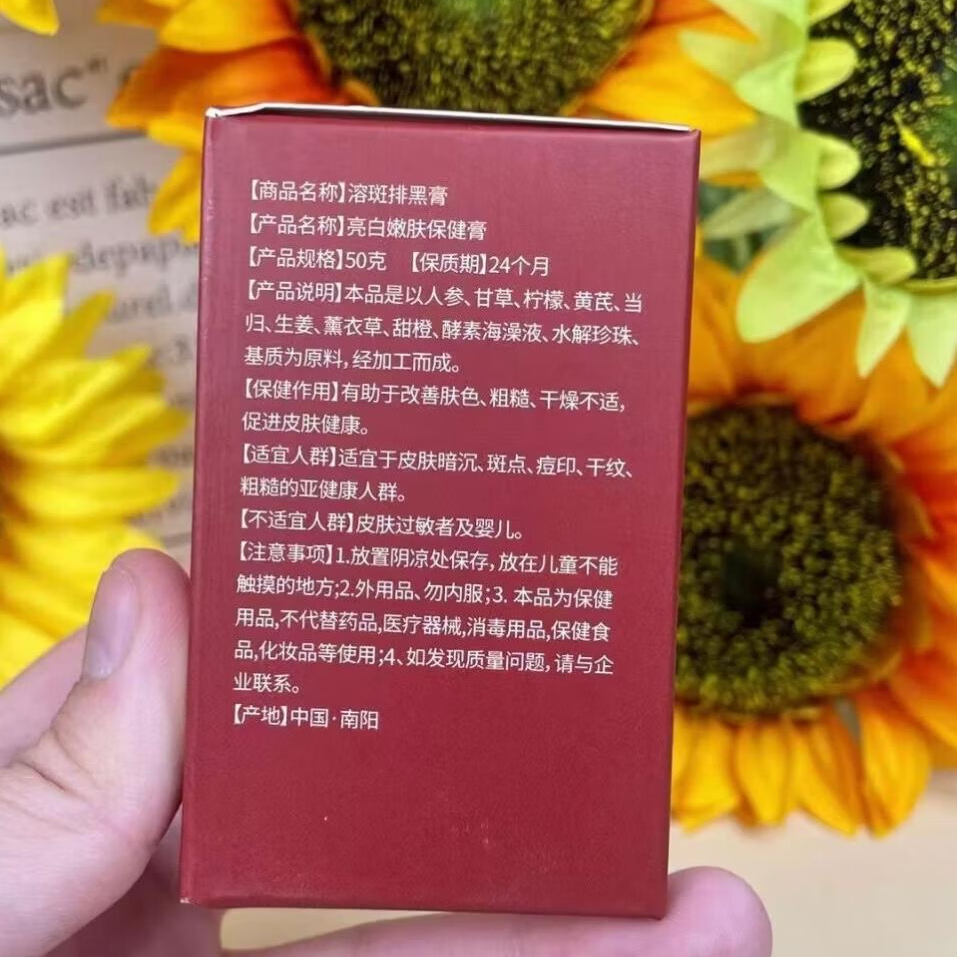 sac"
ac est fal
depap
【商品名称】溶斑排黑膏
【产品名称】亮白嫩肤保健膏
【产品规格】50克 【保质期】24个月
【产品说明】本品是以人参、甘草、柠檬、黄芪、当
归、生姜、薰衣草、甜橙、酵素海澡液、水解珍珠、
基质为原料,经加工而成。
【保健作用】有助于改善肤色、粗糙、干燥不适,
促进皮肤健康。
【适宜人群】适宜于皮肤暗沉、斑点、痘印、干纹、
粗糙的亚健康人群。
【不适宜人群】皮肤过敏者及婴儿。
【注意事项】1.放置阴凉处保存,放在儿童不能
触摸的地方;2.外用品、勿内服;3. 本品为保健
用品,不代替药品,医疗器械,消毒用品,保健食
品,化妆品等使用;4、如发现质量问题,请与企
业联系。
【产地】中国·南阳